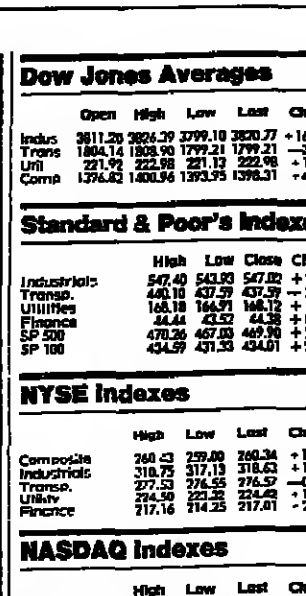 Dow Jones Averages
Open High Low Last
Indus 3811.26 3826.39 3799.10 3820.77 +16
Trans 1804.14 1808.90 1799.21 1799.21
Util 221.92 222.98 221.13 222.98
Comp 1396.82 1400.96 1393.95 1398.31
Standard & Poor's Indexe
High Low Close Ch
Industrials 547.40 543.93 547.02 +
Transp. 440.10 437.59 437.59 —
Utilities 168.18 166.91 168.12 +
Finance 44.44 43.52 44.38 +
SP 500 470.26 467.03 469.90 +
SP 100 434.59 431.33 434.01 +
NYSE Indexes
High Low Last
Composite 260.43 259.00 260.34
Industrials 317.13 318.63
Transp. 277.53 276.55 276.57
Utility 224.50 224.42
Finance 217.16 214.25 217.01
NASDAQ Indexes
High Low Last